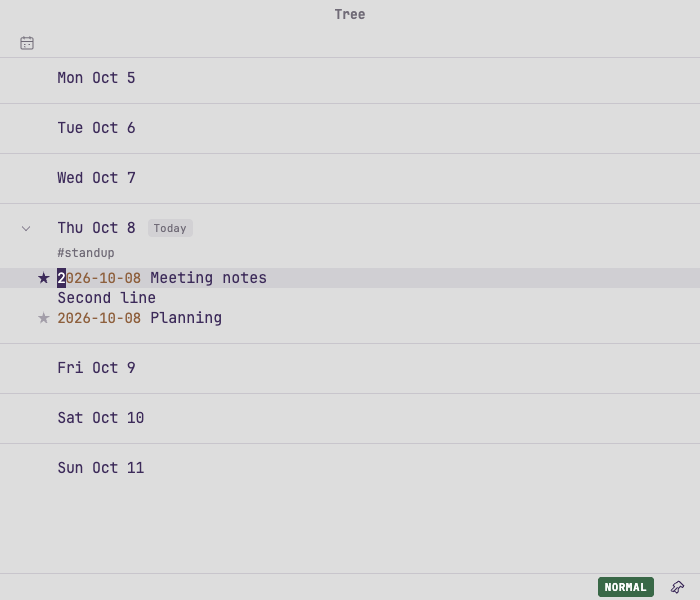 Tree
Mon Oct 5
Tue Oct 6
Wed Oct 7
Thu Oct 8 Today
#standup
★ 2026-10-08 Meeting notes
Second line
★ 2026-10-08 Planning
Fri Oct 9
Sat Oct 10
Sun Oct 11
NORMAL